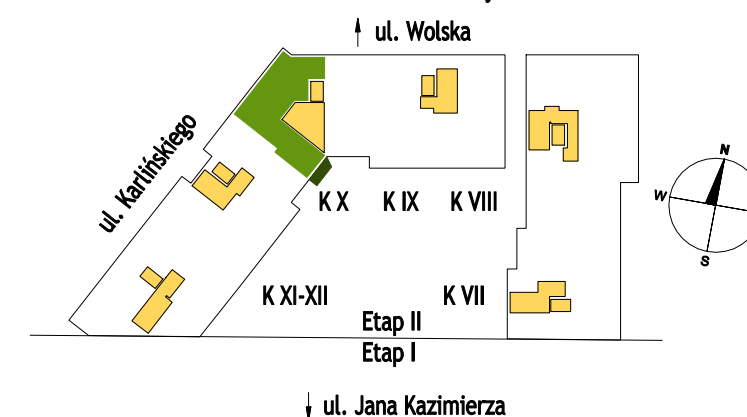 ul. Wolska
ul. Karlińskiego
N
W
S
K X K IX K VIII
K XI-XII K VII
Etap II
Etap I
ul. Jana Kazimierza